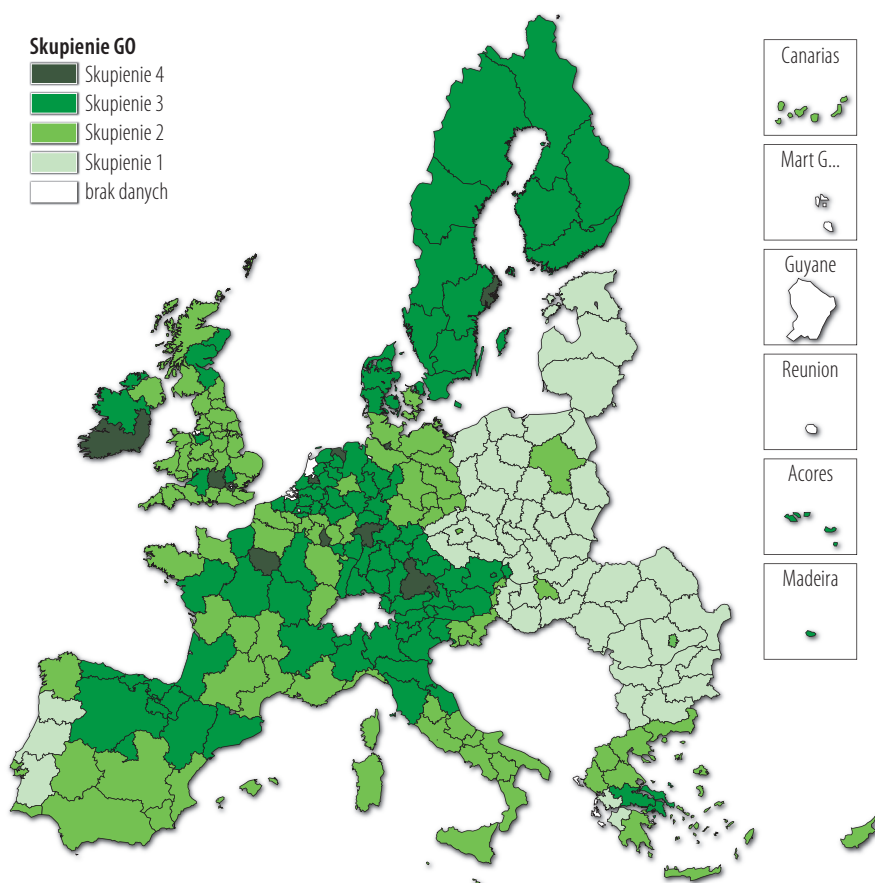 Skupienie GO
Skupienie 4
Skupienie 3
Skupienie 2
Skupienie 1
brak danych
Canarias
Mart G...
Guyane
Reunion
Acores
Madeira